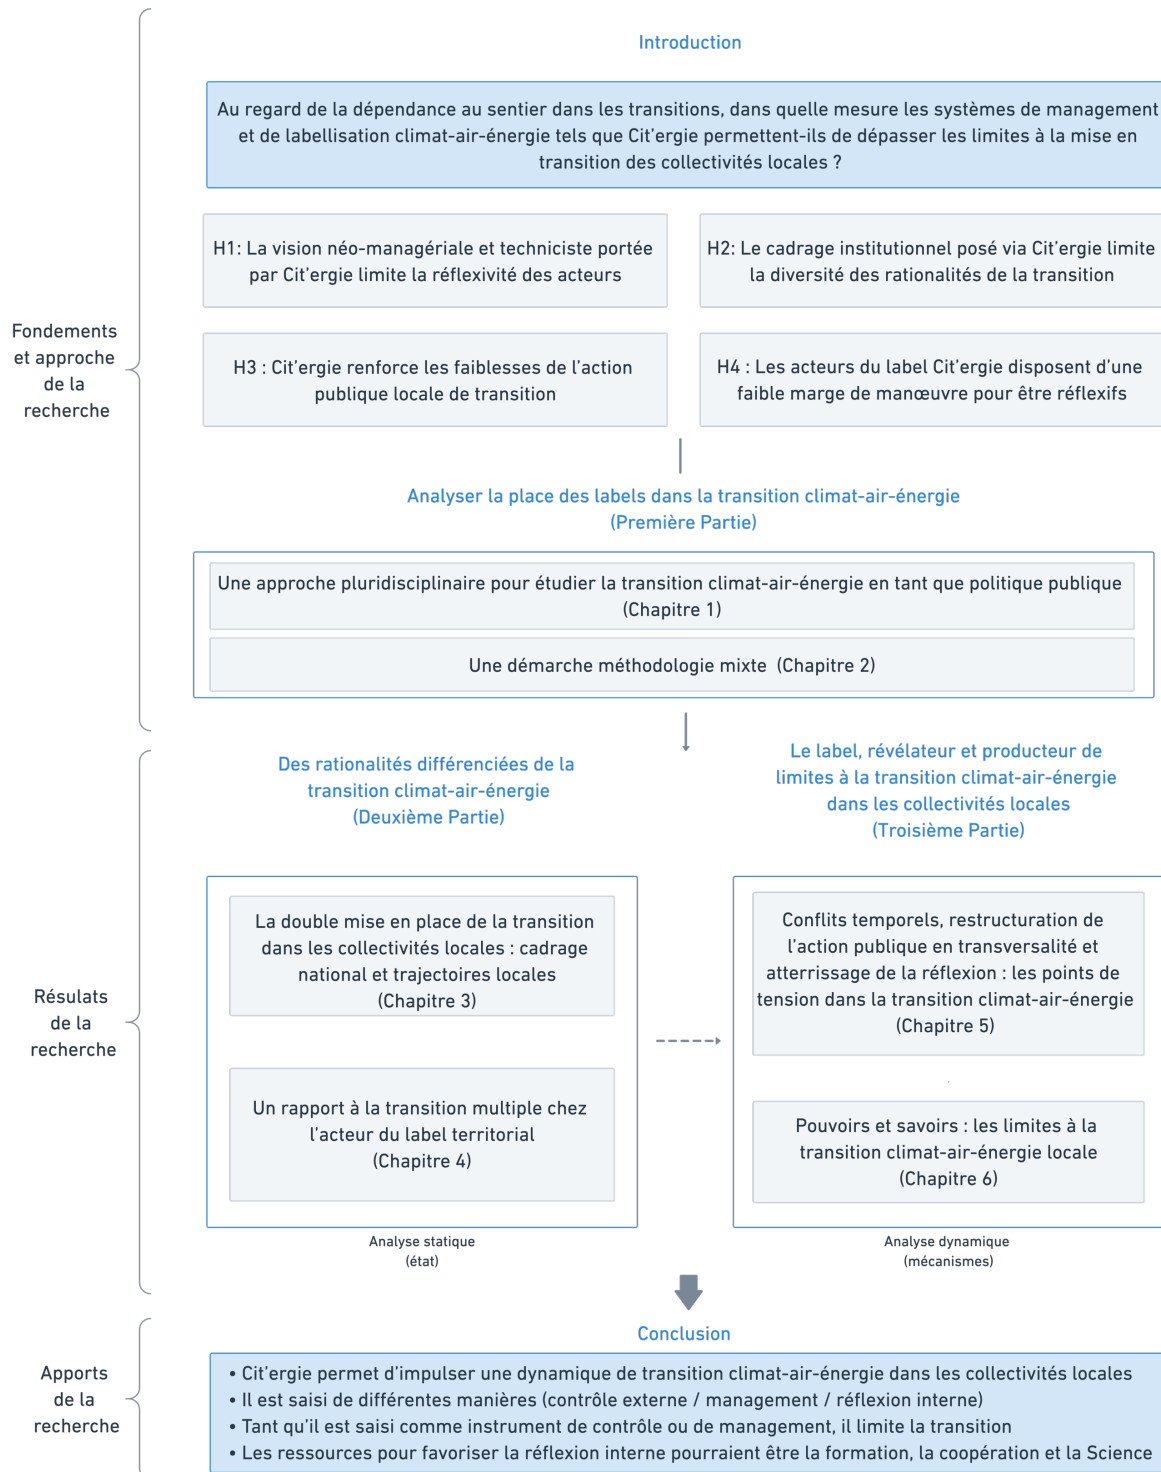 Introduction
Au regard de la dépendance au sentier dans les transitions, dans quelle mesure les systèmes de management
et de labellisation climat-air-énergie tels que Cit'ergie permettent-ils de dépasser les limites à la mise en
transition des collectivités locales ?
H1: La vision néo-managériale et techniciste portée
par Cit'ergie limite la réflexivité des acteurs
H2: Le cadrage institutionnel posé via Cit'ergie limite
la diversité des rationalités de la transition
Fondements
et approche
de la
recherche
H3 : Cit'ergie renforce les faiblesses de l'action
publique locale de transition
H4 : Les acteurs du label Cit'ergie disposent d'une
faible marge de manœuvre pour être réflexifs
Analyser la place des labels dans la transition climat-air-énergie
(Première Partie)
Une approche pluridisciplinaire pour étudier la transition climat-air-énergie en tant que politique publique
(Chapitre 1)
Une démarche méthodologie mixte (Chapitre 2)
Des rationalités différenciées de la
transition climat-air-énergie
(Deuxième Partie)
Le label, révélateur et producteur de
limites à la transition climat-air-énergie
dans les collectivités locales
(Troisième Partie)
Résulats
de la
recherche
La double mise en place de la transition
dans les collectivités locales : cadrage
national et trajectoires locales
(Chapitre 3)
Un rapport à la transition multiple chez
l'acteur du label territorial
(Chapitre 4)
Analyse statique
(état)
Conflits temporels, restructuration de
l'action publique en transversalité et
atterrissage de la réflexion : les points de
tension dans la transition climat-air-énergie
(Chapitre 5)
Pouvoirs et savoirs : les limites à la
transition climat-air-énergie locale
(Chapitre 6)
Analyse dynamique
(mécanismes)
Conclusion
Apports
de la
recherche
• Cit'ergie permet d'impulser une dynamique de transition climat-air-énergie dans les collectivités locales
• Il est saisi de différentes manières (contrôle externe / management / réflexion interne)
• Tant qu'il est saisi comme instrument de contrôle ou de management, il limite la transition
• Les ressources pour favoriser la réflexion interne pourraient être la formation, la coopération et la Science